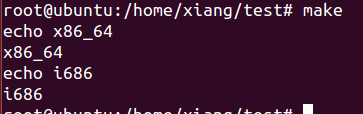 root@ubuntu:/home/xiang/test# make
echo x86_64
x86_64
echo i686
i686
root@ubuntu:/home/xiang/test#